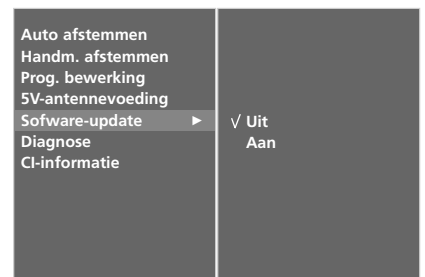 Auto afstemmen
Handm. afstemmen
Prog. bewerking
5V-antennevoeding
Sofware-update ►
Diagnose
CI-informatie
√ Uit
Aan